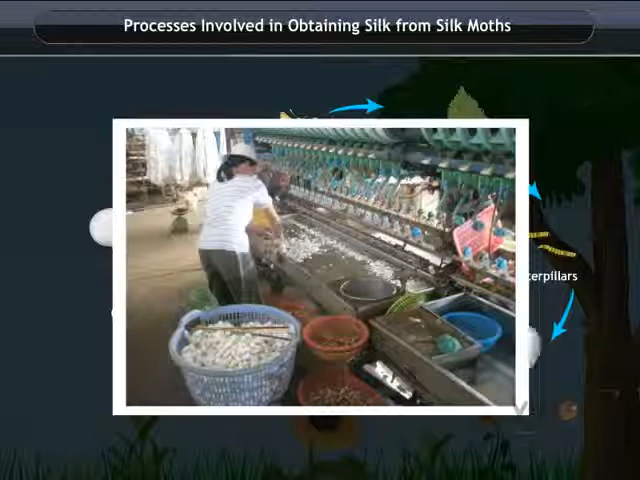 Processes Involved in Obtaining Silk from Silk Moths
terpillars